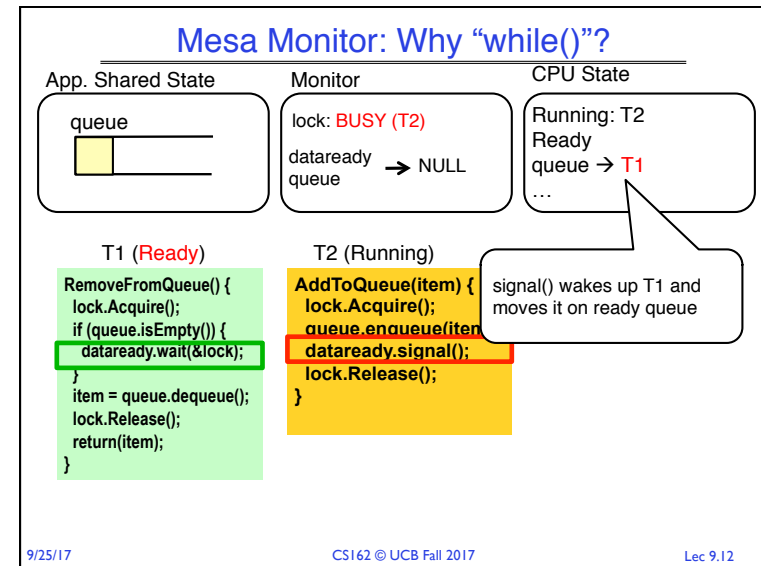 Mesa Monitor: Why “while()”?
App. Shared State
Monitor
CPU State
queue
lock: BUSY (T2)
dataready
queue → NULL
Running: T2
Ready
queue → T1
…
signal() wakes up T1 and
moves it on ready queue
T1 (Ready)
RemoveFromQueue() {
lock.Acquire();
if (queue.isEmpty()) {
dataready.wait(&lock);
}
item = queue.dequeue();
lock.Release();
return(item);
}
T2 (Running)
AddToQueue(item) {
lock.Acquire();
queue.enqueue(item
dataready.signal();
lock.Release();
}
9/25/17
CS162 © UCB Fall 2017
Lec 9.12